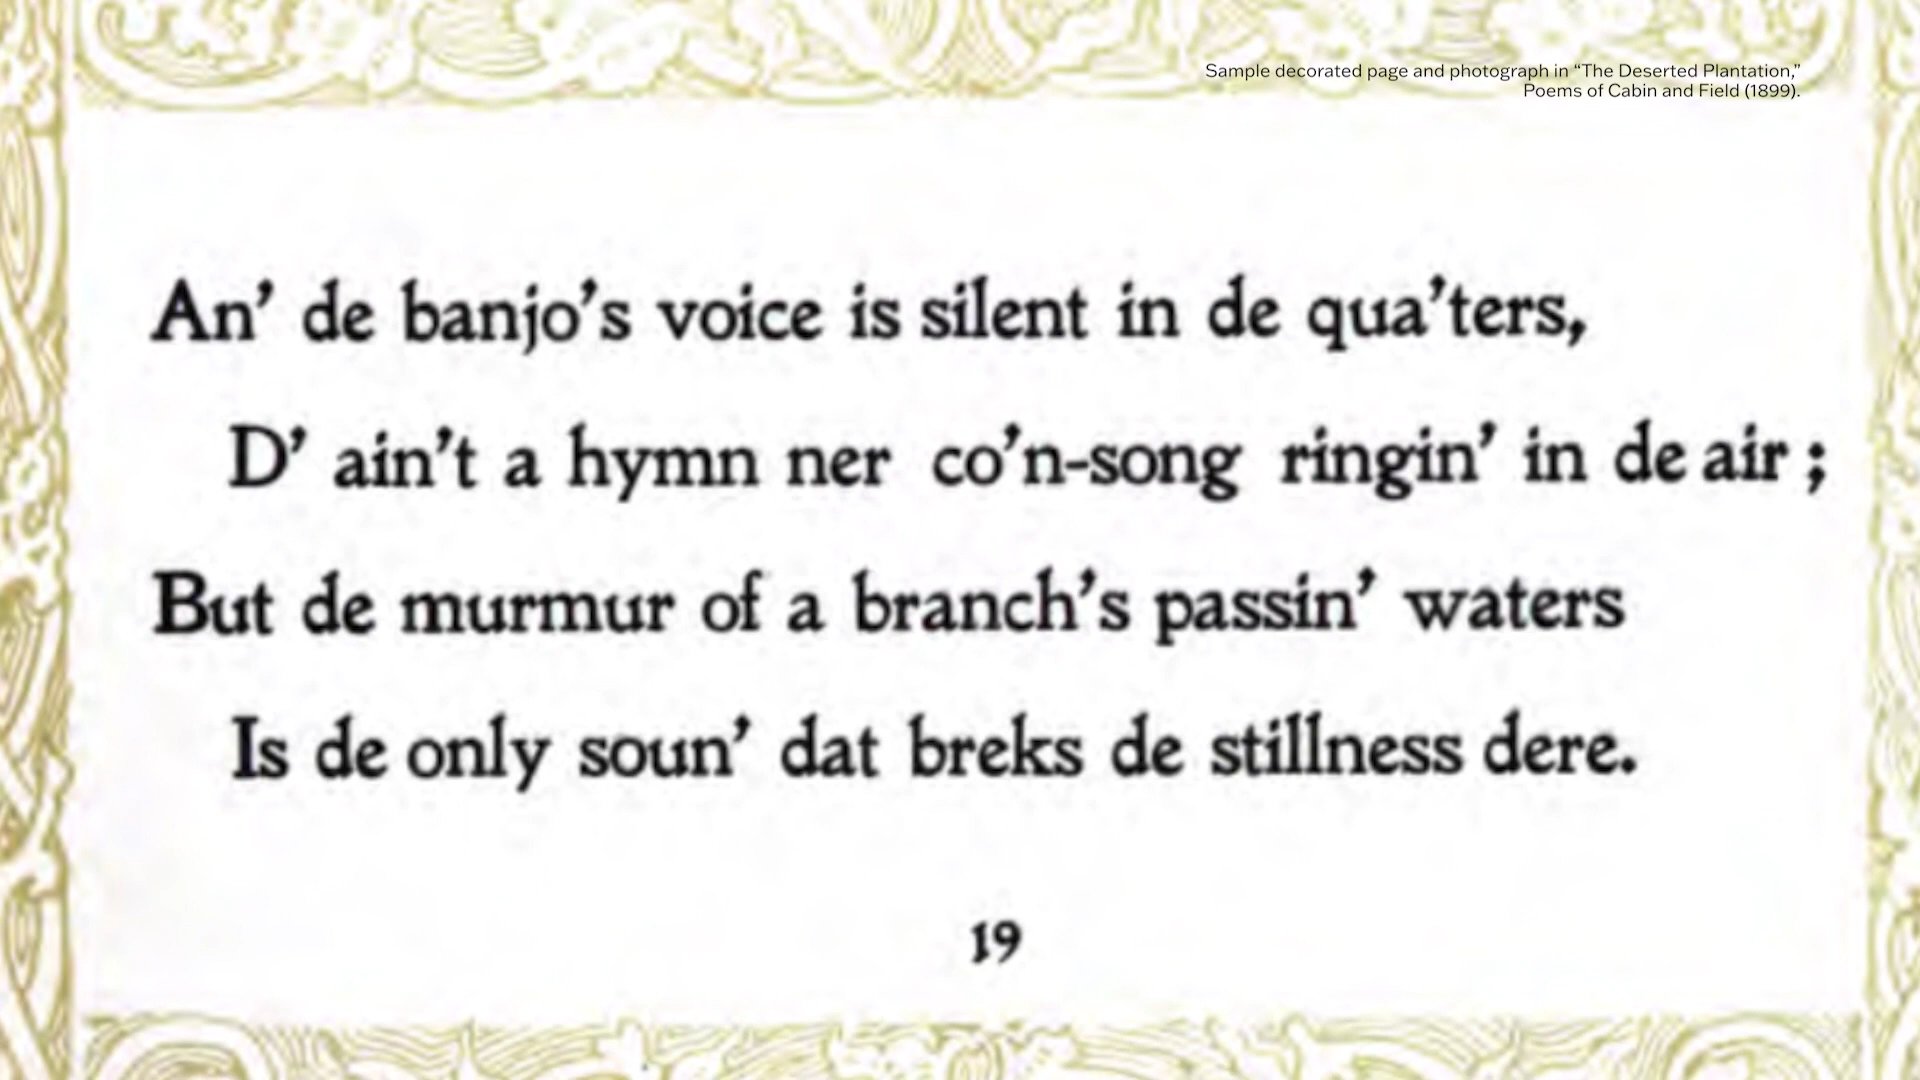 Sample decorated page and photograph in “The Deserted Plantation,”
Poems of Cabin and Field (1899).
An’ de banjo’s voice is silent in de qua’ters,
D’ ain’t a hymn ner co’n-song ringin’ in de air ;
But de murmur of a branch’s passin’ waters
Is de only soun’ dat breks de stillness dere.
19